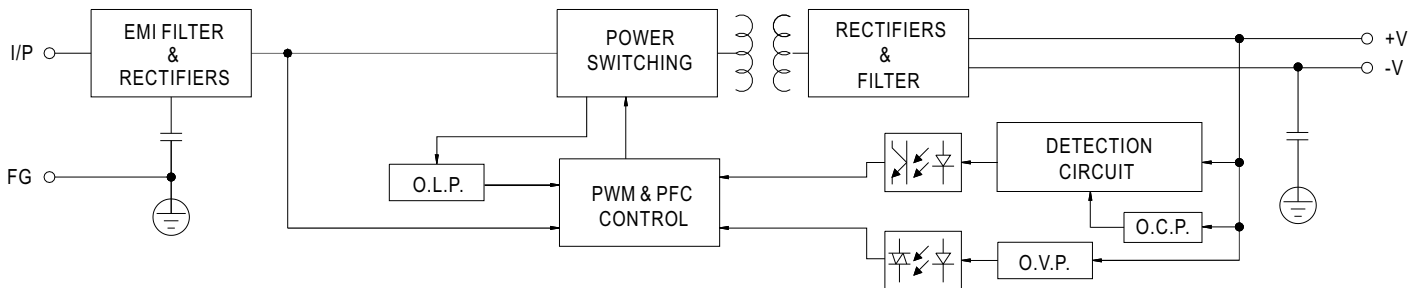 I/P
EMI FILTER
&
RECTIFIERS
POWER
SWITCHING
RECTIFIERS
&
FILTER
+V
-V
FG
O.L.P.
PWM & PFC
CONTROL
DETECTION
CIRCUIT
O.C.P.
O.V.P.